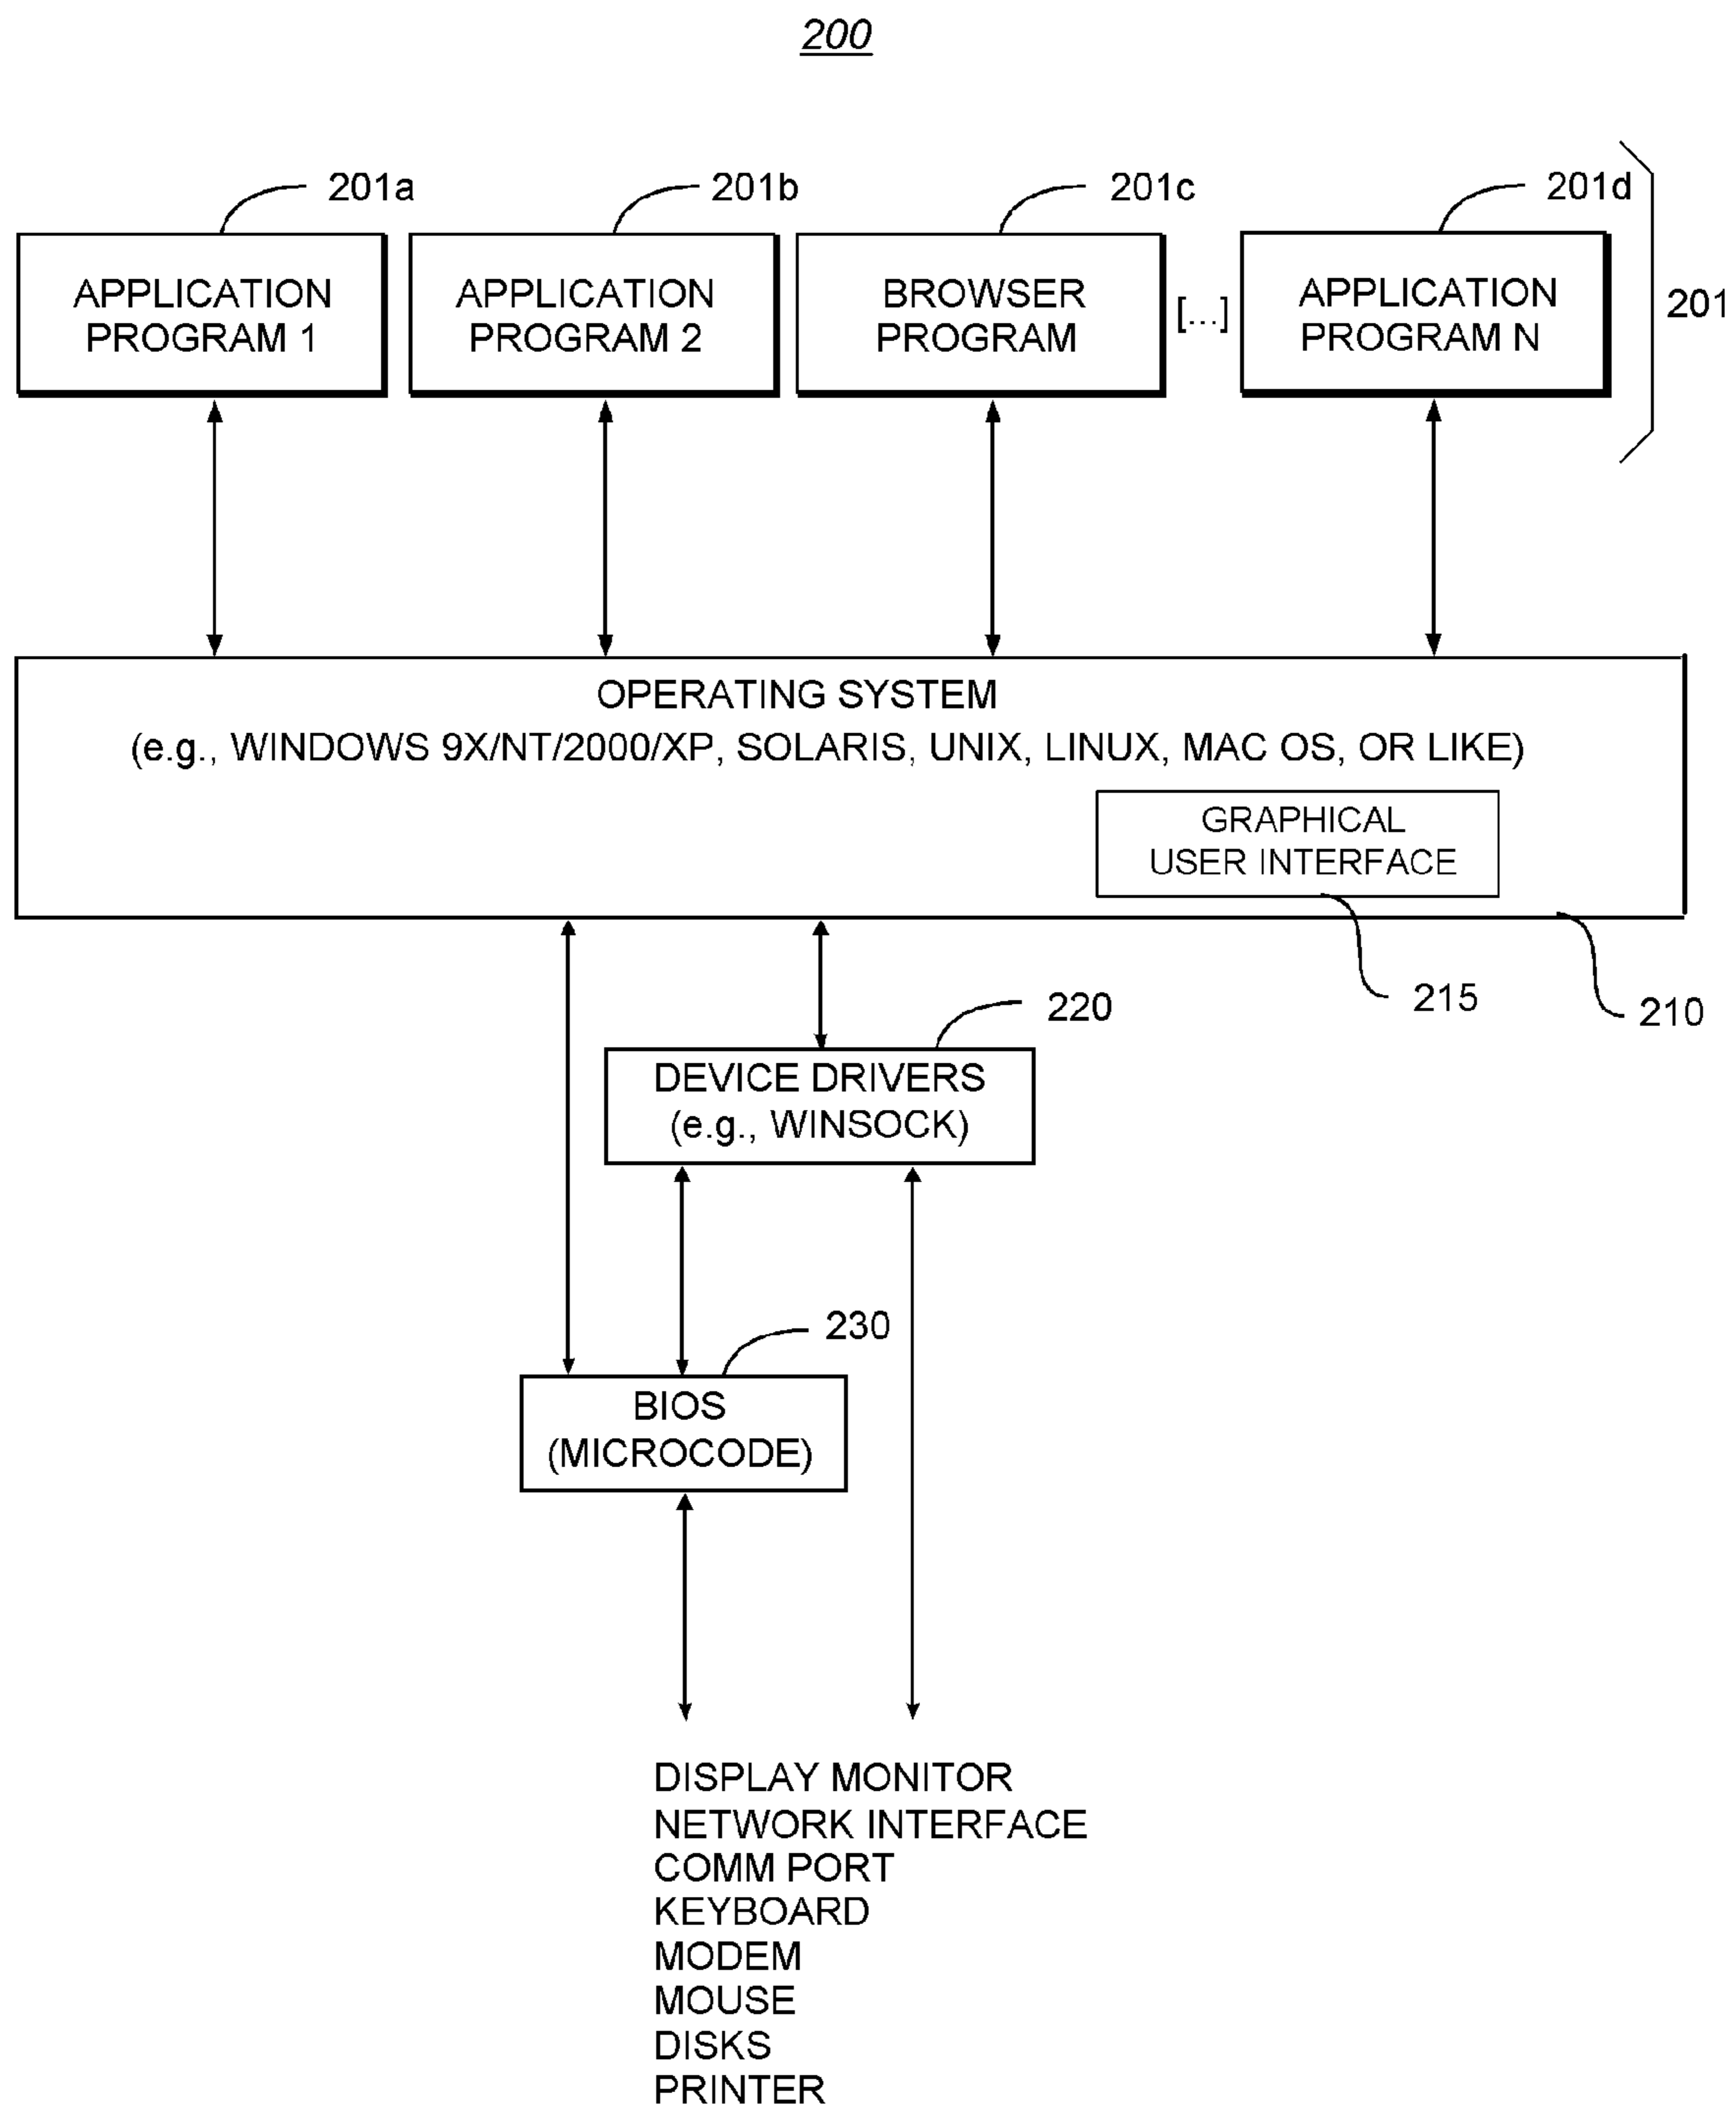 200
201a
201b
201c
201d
APPLICATION
PROGRAM 1
APPLICATION
PROGRAM 2
BROWSER
PROGRAM
[...]
APPLICATION
PROGRAM N
201
OPERATING SYSTEM
(e.g., WINDOWS 9X/NT/2000/XP, SOLARIS, UNIX, LINUX, MAC OS, OR LIKE)
GRAPHICAL
USER INTERFACE
215
210
220
DEVICE DRIVERS
(e.g., WINSOCK)
230
BIOS
(MICROCODE)
DISPLAY MONITOR
NETWORK INTERFACE
COMM PORT
KEYBOARD
MODEM
MOUSE
DISKS
PRINTER